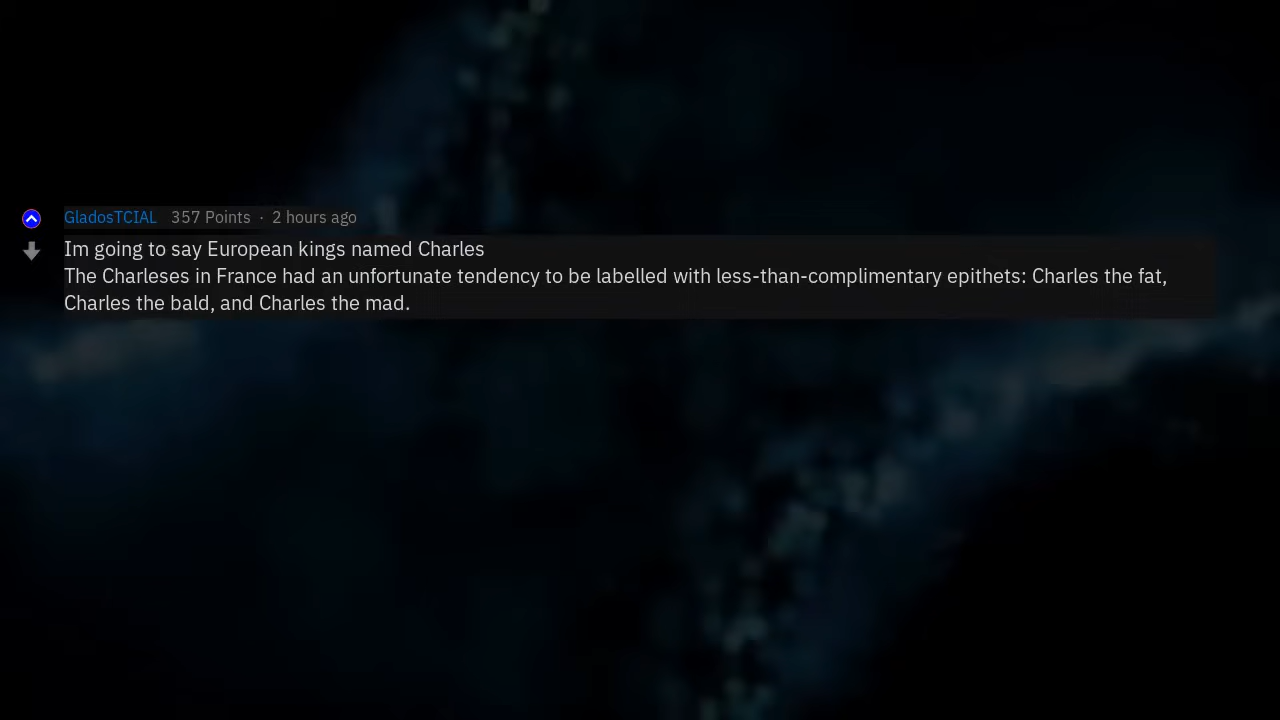 GladosTCIAL 357 Points · 2 hours ago
Im going to say European kings named Charles
The Charleses in France had an unfortunate tendency to be labelled with less-than-complimentary epithets: Charles the fat,
Charles the bald, and Charles the mad.